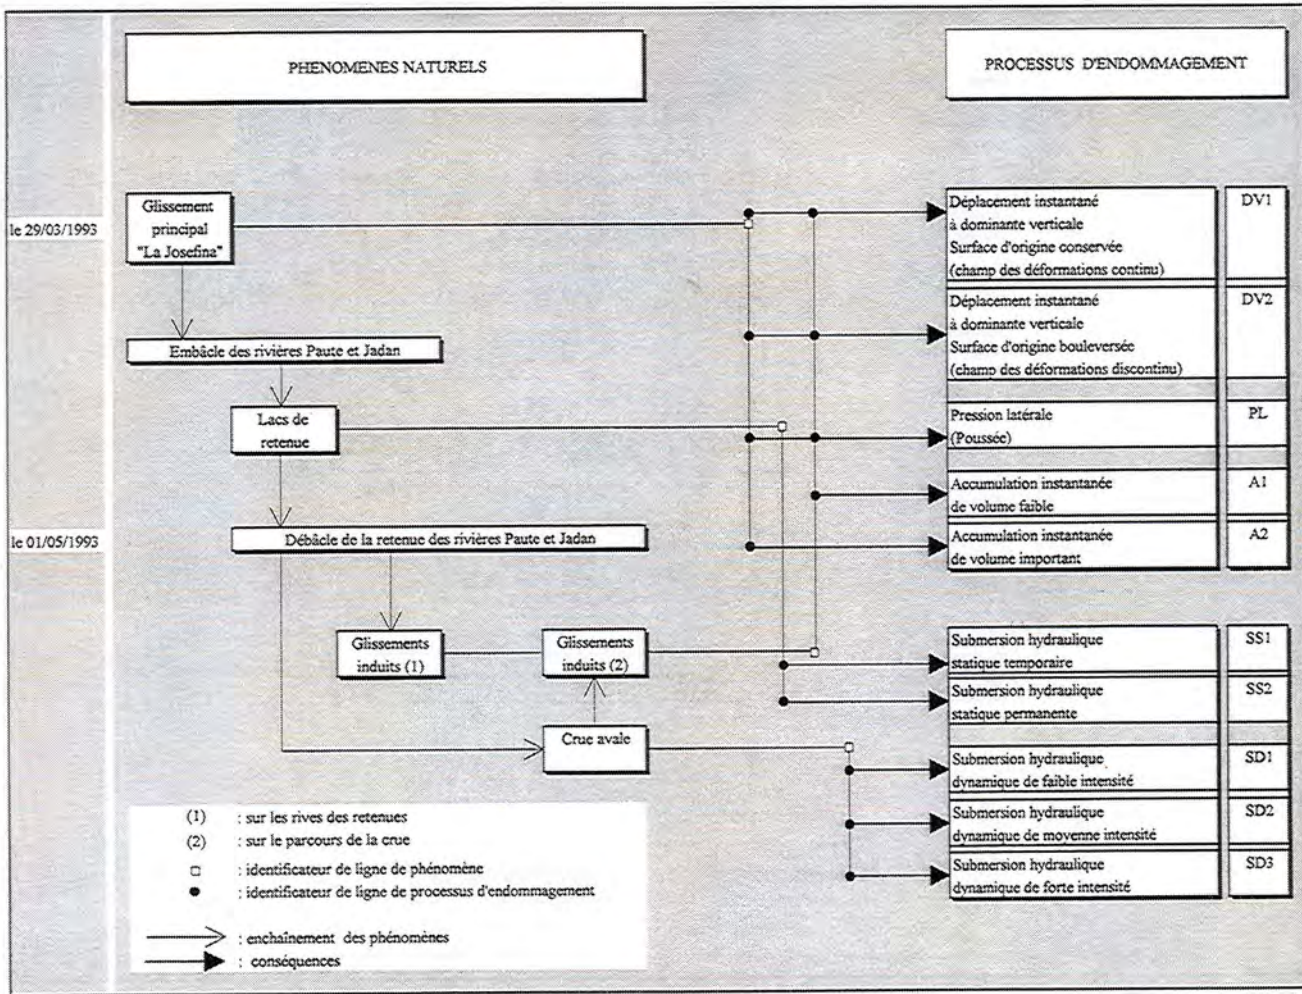 PHENOMENES NATURELS
PROCESSUS D'ENDOMMAGEMENT
le 29/03/1993
Glissement
principal
"La Josefina"
Embâcle des rivières Paute et Jadan
Lacs de
retenue
le 01/05/1993
Débâcle de la retenue des rivières Paute et Jadan
Glissements
induits (1)
Glissements
induits (2)
Crue avale
Déplacement instantané
à dominante verticale
Surface d'origine conservée
(champ des déformations continu)
DV1
Déplacement instantané
à dominante verticale
Surface d'origine bouleversée
(champ des déformations discontinu)
DV2
Pression latérale
(Poussée)
PL
Accumulation instantanée
de volume faible
A1
Accumulation instantanée
de volume important
A2
Submersion hydraulique
statique temporaire
SS1
Submersion hydraulique
statique permanente
SS2
Submersion hydraulique
dynamique de faible intensité
SD1
Submersion hydraulique
dynamique de moyenne intensité
SD2
Submersion hydraulique
dynamique de forte intensité
SD3
(1) : sur les rives des retenues
(2) : sur le parcours de la crue
: identificateur de ligne de phénomène
: identificateur de ligne de processus d'endommagement
: enchaînement des phénomènes
: conséquences